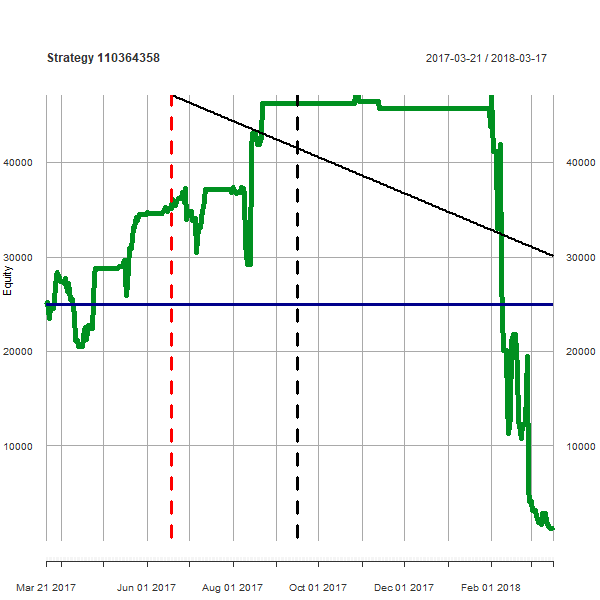 Strategy 110364358 2017-03-21 / 2018-03-17
40000 40000
30000 30000
Equity
20000 20000
10000 10000
Mar 21 2017 Jun 01 2017 Aug 01 2017 Oct 01 2017 Dec 01 2017 Feb 01 2018